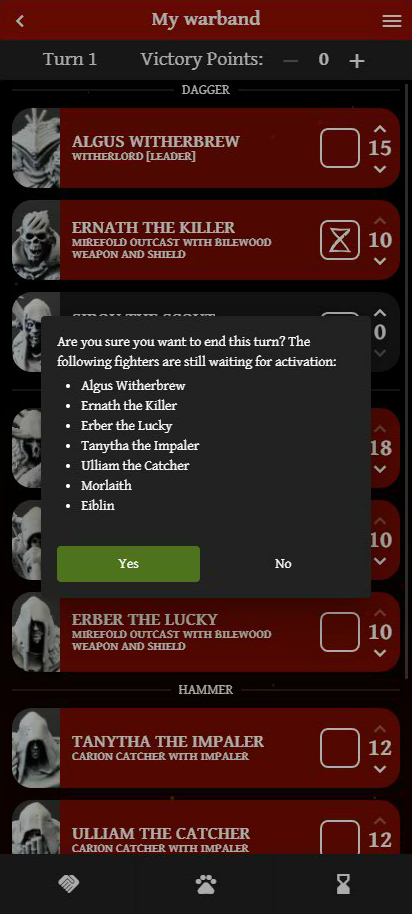 My warband
Turn 1 Victory Points: 0
DAGGER
ALGUS WITHERBREW
WITHERLORD [LEADER]
15
ERNATH THE KILLER
MIREFOLD OUTCAST WITH BILEWOOD
WEAPON AND SHIELD
10
0
Are you sure you want to end this turn? The
following fighters are still waiting for activation:
• Algus Witherbrew
• Ernath the Killer
• Erber the Lucky
• Tanytha the Impaler
• Ulliam the Catcher
• Morlaith
• Eiblin
Yes No
18
10
ERBER THE LUCKY
MIREFOLD OUTCAST WITH BILEWOOD
WEAPON AND SHIELD
10
HAMMER
TANYTHA THE IMPALER
CARION CATCHER WITH IMPALER
12
ULLIAM THE CATCHER
CARION CATCHER WITH IMPALER
12